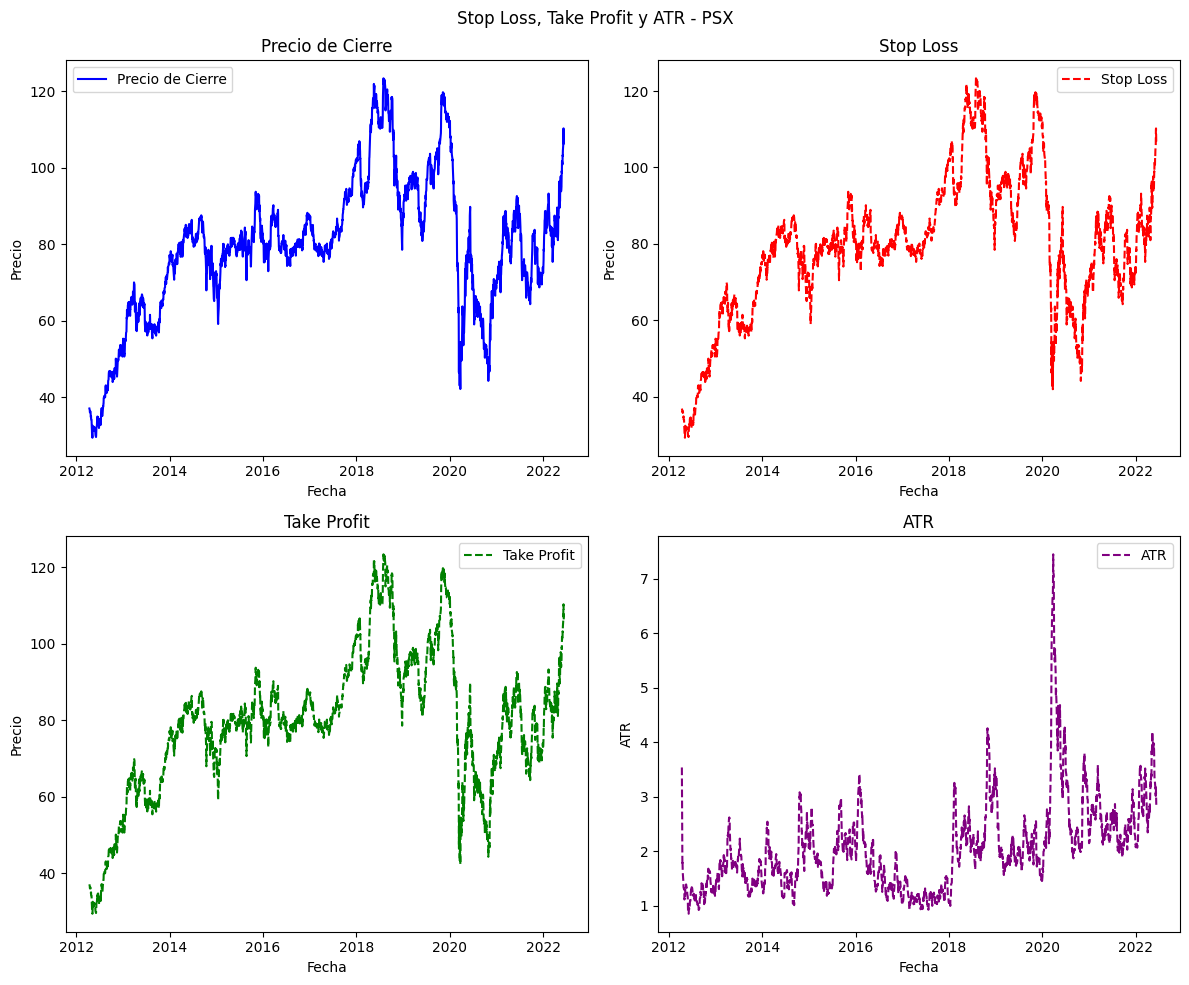 Stop Loss, Take Profit y ATR - PSX
Precio de Cierre
Precio de Cierre
Precio
120
100
80
60
40
2012 2014 2016 2018 2020 2022
Fecha
Stop Loss
Stop Loss
Precio
120
100
80
60
40
2012 2014 2016 2018 2020 2022
Fecha
Take Profit
Take Profit
Precio
120
100
80
60
40
2012 2014 2016 2018 2020 2022
Fecha
ATR
ATR
ATR
7
6
5
4
3
2
1
2012 2014 2016 2018 2020 2022
Fecha